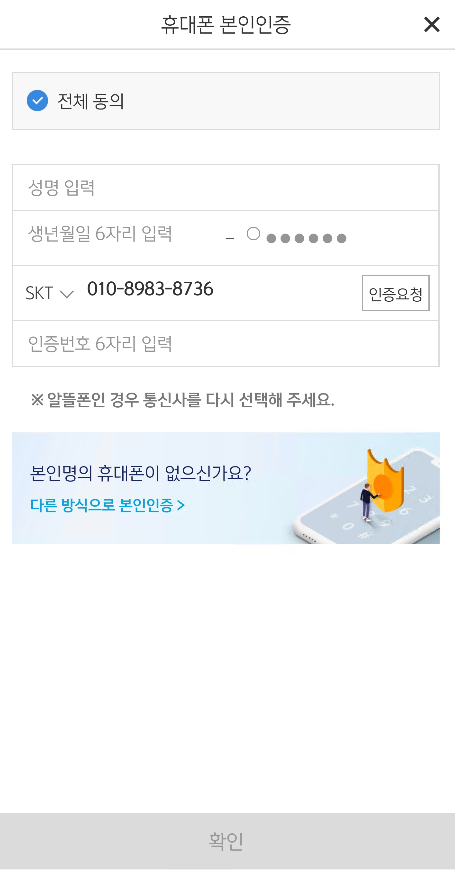 휴대폰 본인인증
전체 동의
성명 입력
생년월일 6자리 입력 - ○ ●●●●●●
SKT 010-8983-8736 인증요청
인증번호 6자리 입력
※ 알뜰폰인 경우 통신사를 다시 선택해 주세요.
본인명의 휴대폰이 없으신가요?
다른 방식으로 본인인증 >
확인